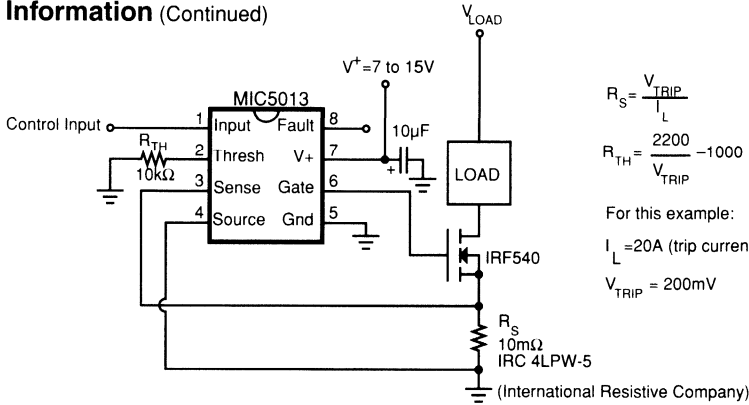 Information (Continued)
VLOAD
V+=7 to 15V
MIC5013
Control Input
1
Input
Fault
8
RTH
10kΩ
2
Thresh
V+
7
10µF
+
3
Sense
Gate
6
4
Source
Gnd
5
LOAD
IRF540
RS
10mΩ
IRC 4LPW-5
(International Resistive Company)
RS= VTRIP / IL
RTH= 2200 / VTRIP –1000
For this example:
IL=20A (trip curren
VTRIP = 200mV